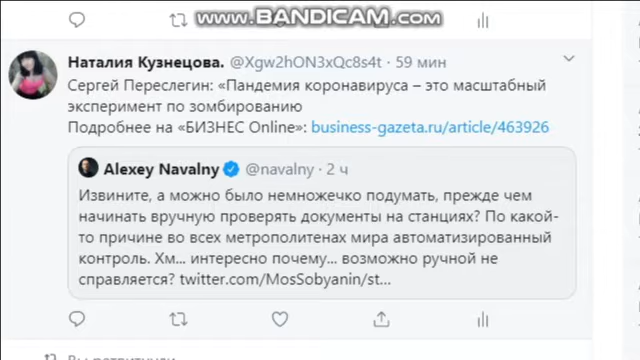 WWW.BANDICAM.COM
Наталия Кузнецова. @Xgw2hON3xQc8s4t · 59 мин
Сергей Переслегин: «Пандемия коронавируса – это масштабный
эксперимент по зомбированию
Подробнее на «БИЗНЕС Online»: business-gazeta.ru/article/463926
Alexey Navalny @navalny · 2 ч
Извините, а можно было немножечко подумать, прежде чем
начинать вручную проверять документы на станциях? По какой-
то причине во всех метрополитенах мира автоматизированный
контроль. Хм... интересно почему... возможно ручной не
справляется? twitter.com/MosSobyanin/st...
Вы ретвитнули